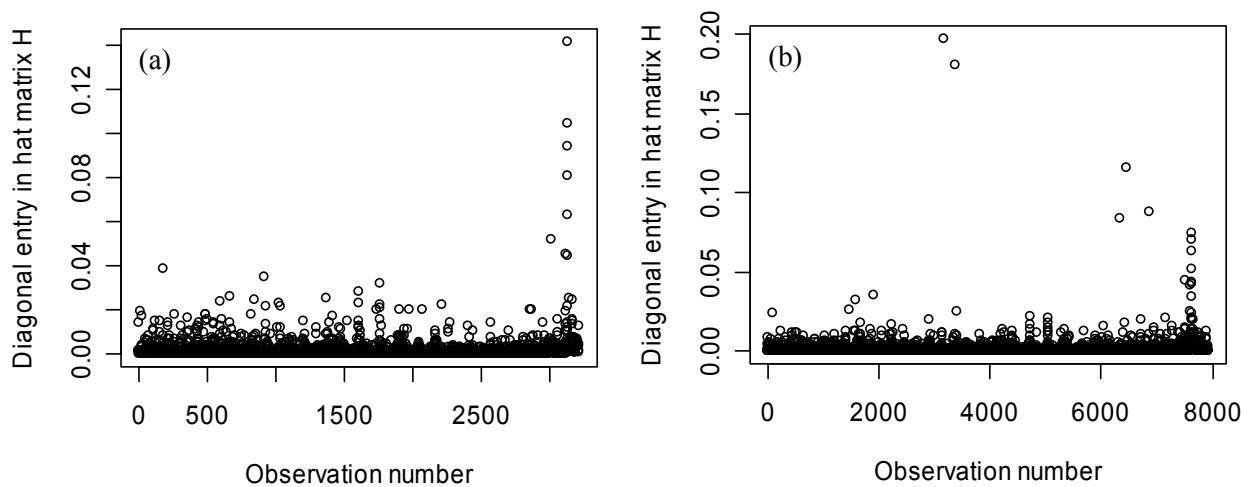 (a)
Diagonal entry in hat matrix H
0.12
0.08
0.04
0.00
0 500 1500 2500
Observation number
(b)
Diagonal entry in hat matrix H
0.20
0.15
0.10
0.05
0.00
0 2000 4000 6000 8000
Observation number